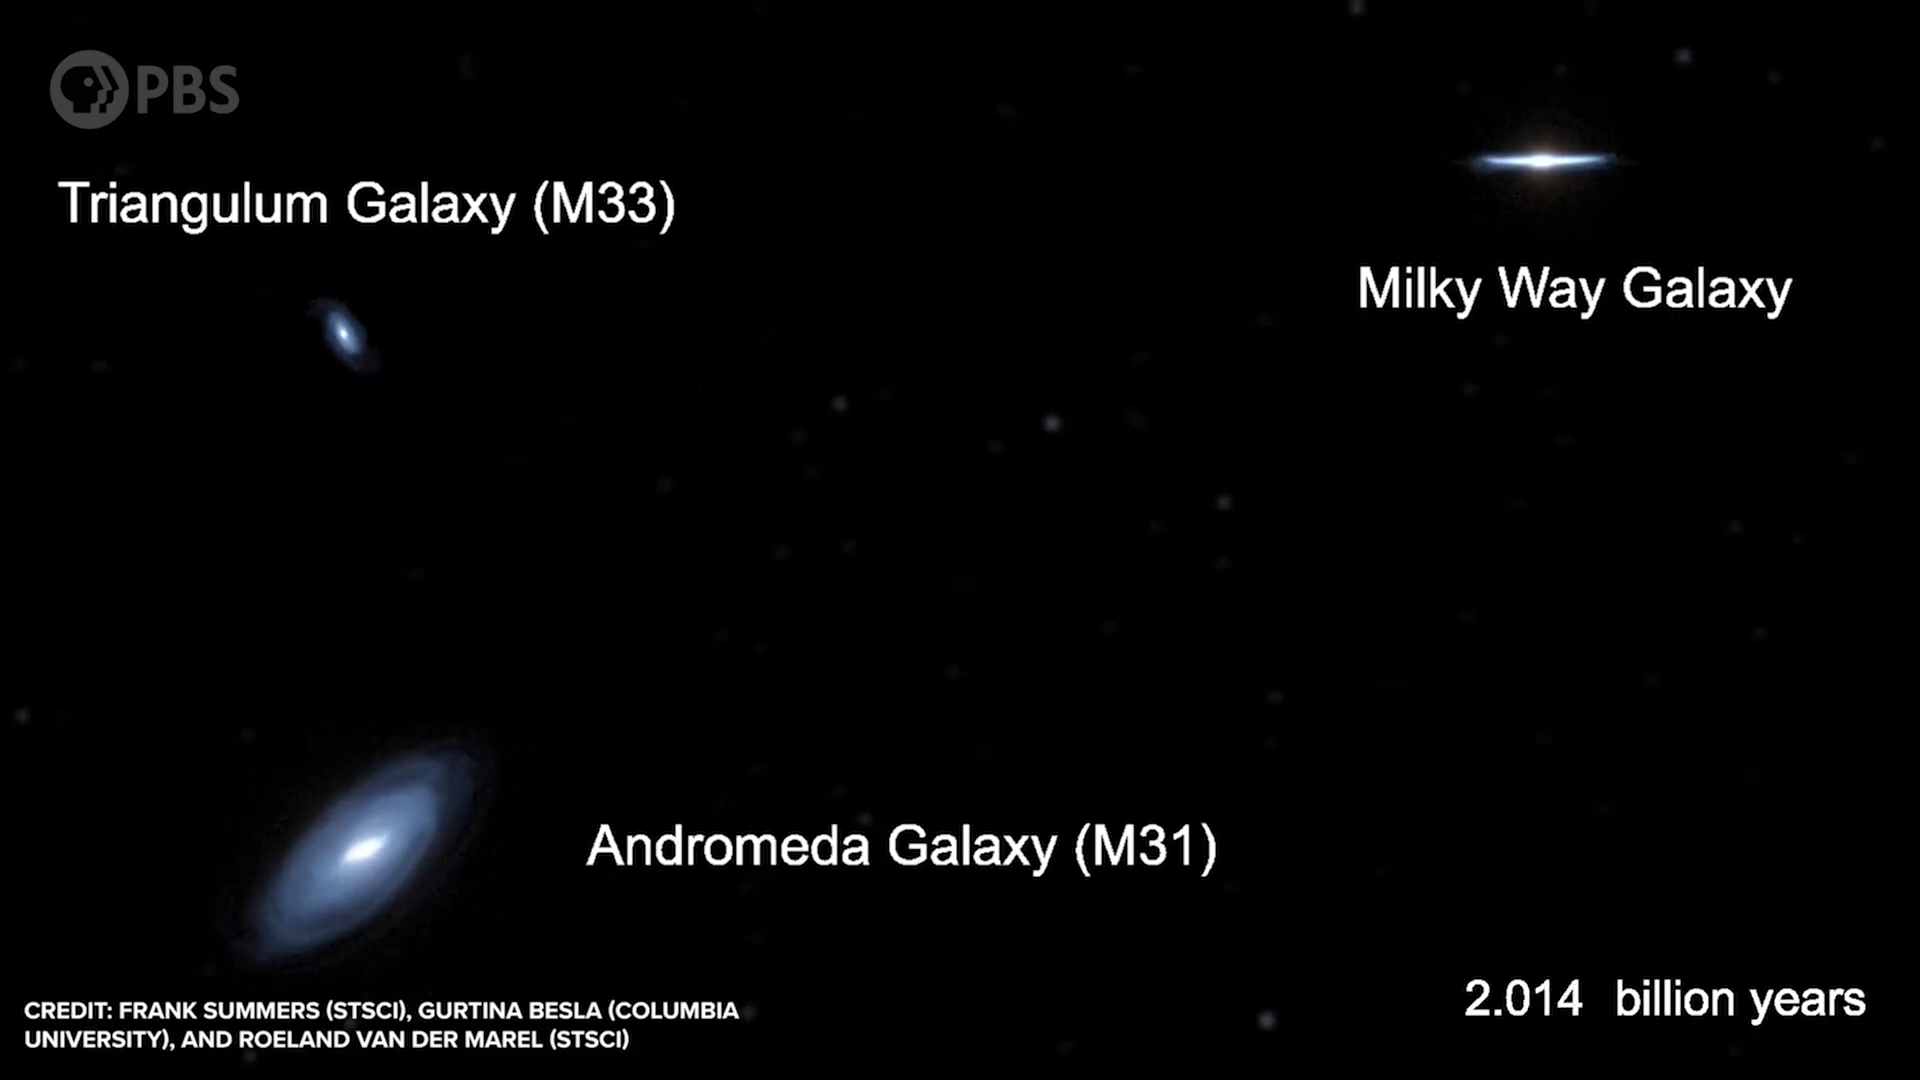 PBS
Triangulum Galaxy (M33)
Milky Way Galaxy
Andromeda Galaxy (M31)
2.014 billion years
CREDIT: FRANK SUMMERS (STSCI), GURTINA BESLA (COLUMBIA
UNIVERSITY), AND ROELAND VAN DER MAREL (STSCI)